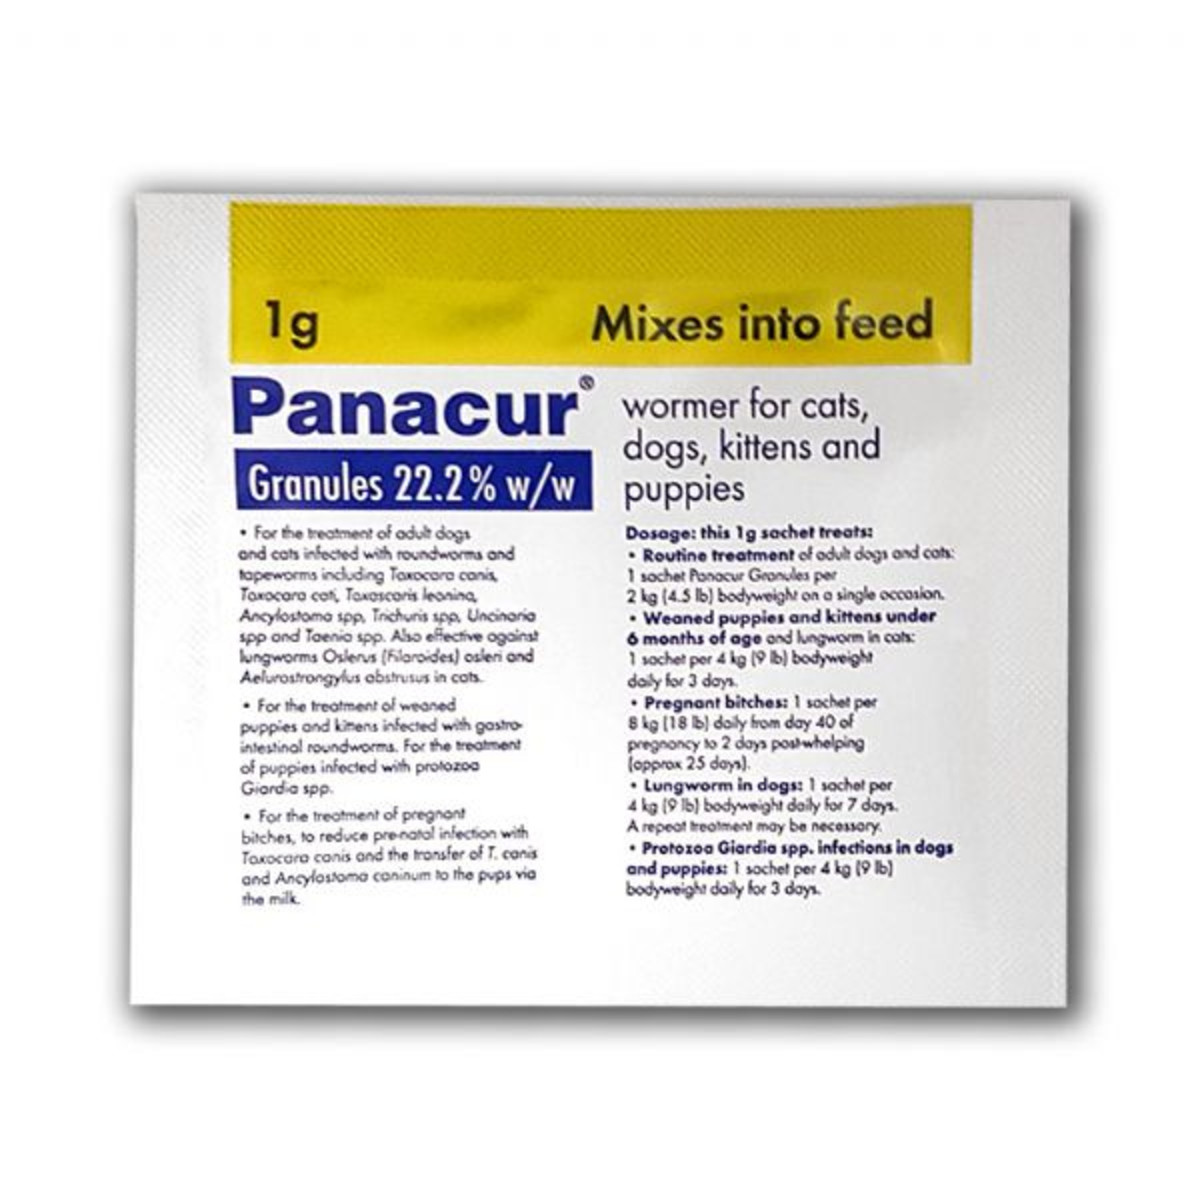 1g
Mixes into feed
Panacur®
Granules 22.2% w/w
wormer for cats,
dogs, kittens and
puppies
• For the treatment of adult dogs
and cats infected with roundworms and
tapeworms including Toxocara canis,
Toxocara cati, Toxascaris leonina,
Ancylostoma spp, Trichuris spp, Uncinaria
spp and Taenia spp. Also effective against
lungworms Oslerus (Filaroides) osleri and
Aelurostrongylus abstrusus in cats.
• For the treatment of weaned
puppies and kittens infected with gastro-
intestinal roundworms. For the treatment
of puppies infected with protozoa
Giardia spp.
• For the treatment of pregnant
bitches, to reduce pre-natal infection with
Toxocara canis and the transfer of T. canis
and Ancylostoma caninum to the pups via
the milk.
Dosage: this 1g sachet treats:
• Routine treatment of adult dogs and cats:
1 sachet Panacur Granules per
2 kg (4.5 lb) bodyweight on a single occasion.
• Weaned puppies and kittens under
6 months of age and lungworm in cats:
1 sachet per 4 kg (9 lb) bodyweight
daily for 3 days.
• Pregnant bitches: 1 sachet per
8 kg (18 lb) daily from day 40 of
pregnancy to 2 days post-whelping
(approx 25 days).
• Lungworm in dogs: 1 sachet per
4 kg (9 lb) bodyweight daily for 7 days.
A repeat treatment may be necessary.
• Protozoa Giardia spp. infections in dogs
and puppies: 1 sachet per 4 kg (9 lb)
bodyweight daily for 3 days.